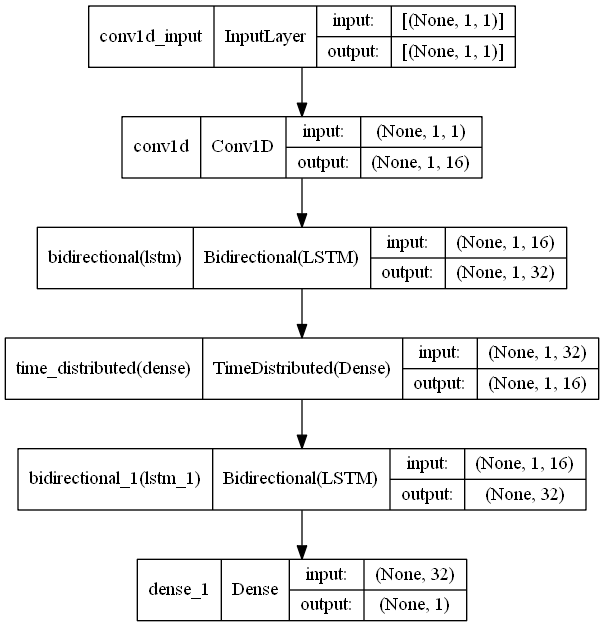 conv1d_input InputLayer input: [(None, 1, 1)]
output: [(None, 1, 1)]
conv1d Conv1D input: (None, 1, 1)
output: (None, 1, 16)
bidirectional(lstm) Bidirectional(LSTM) input: (None, 1, 16)
output: (None, 1, 32)
time_distributed(dense) TimeDistributed(Dense) input: (None, 1, 32)
output: (None, 1, 16)
bidirectional_1(lstm_1) Bidirectional(LSTM) input: (None, 1, 16)
output: (None, 32)
dense_1 Dense input: (None, 32)
output: (None, 1)